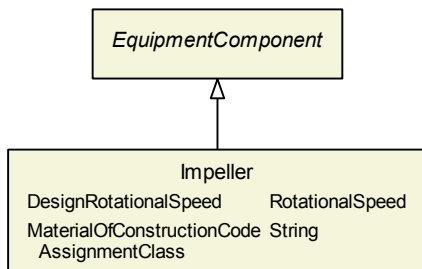 EquipmentComponent
Impeller
DesignRotationalSpeed RotationalSpeed
MaterialOfConstructionCode String
AssignmentClass